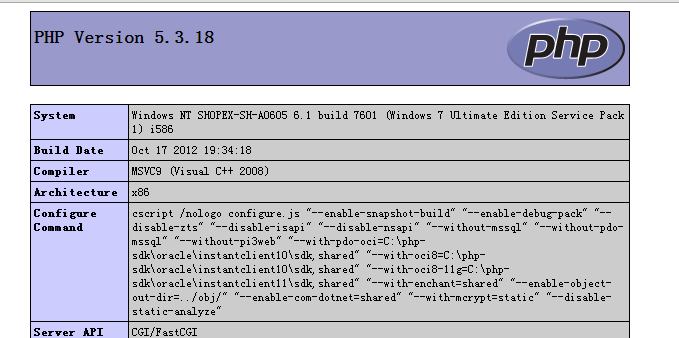 PHP Version 5.3.18
php
System
Windows NT SHOPEX-SH-A0605 6.1 build 7601 (Windows 7 Ultimate Edition Service Pack
1) i586
Build Date
Oct 17 2012 19:34:18
Compiler
MSVC9 (Visual C++ 2008)
Architecture
x86
Configure
Command
cscript /nologo configure.js "--enable-snapshot-build" "--enable-debug-pack" "--
disable-zts" "--disable-isapi" "--disable-nsapi" "--without-mssql" "--without-pdo-
mssql" "--without-pi3web" "--with-pdo-oci=C:\php-
sdk\oracle\instantclient10\sdk,shared" "--with-oci8=C:\php-
sdk\oracle\instantclient10\sdk,shared" "--with-oci8-11g=C:\php-
sdk\oracle\instantclient11\sdk,shared" "--with-enchant=shared" "--enable-object-
out-dir=../obj/" "--enable-com-dotnet=shared" "--with-mcrypt=static" "--disable-
static-analyze"
Server API
CGI/FastCGI